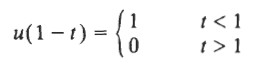 u(1 − t) = { 1 t < 1
0 t > 1